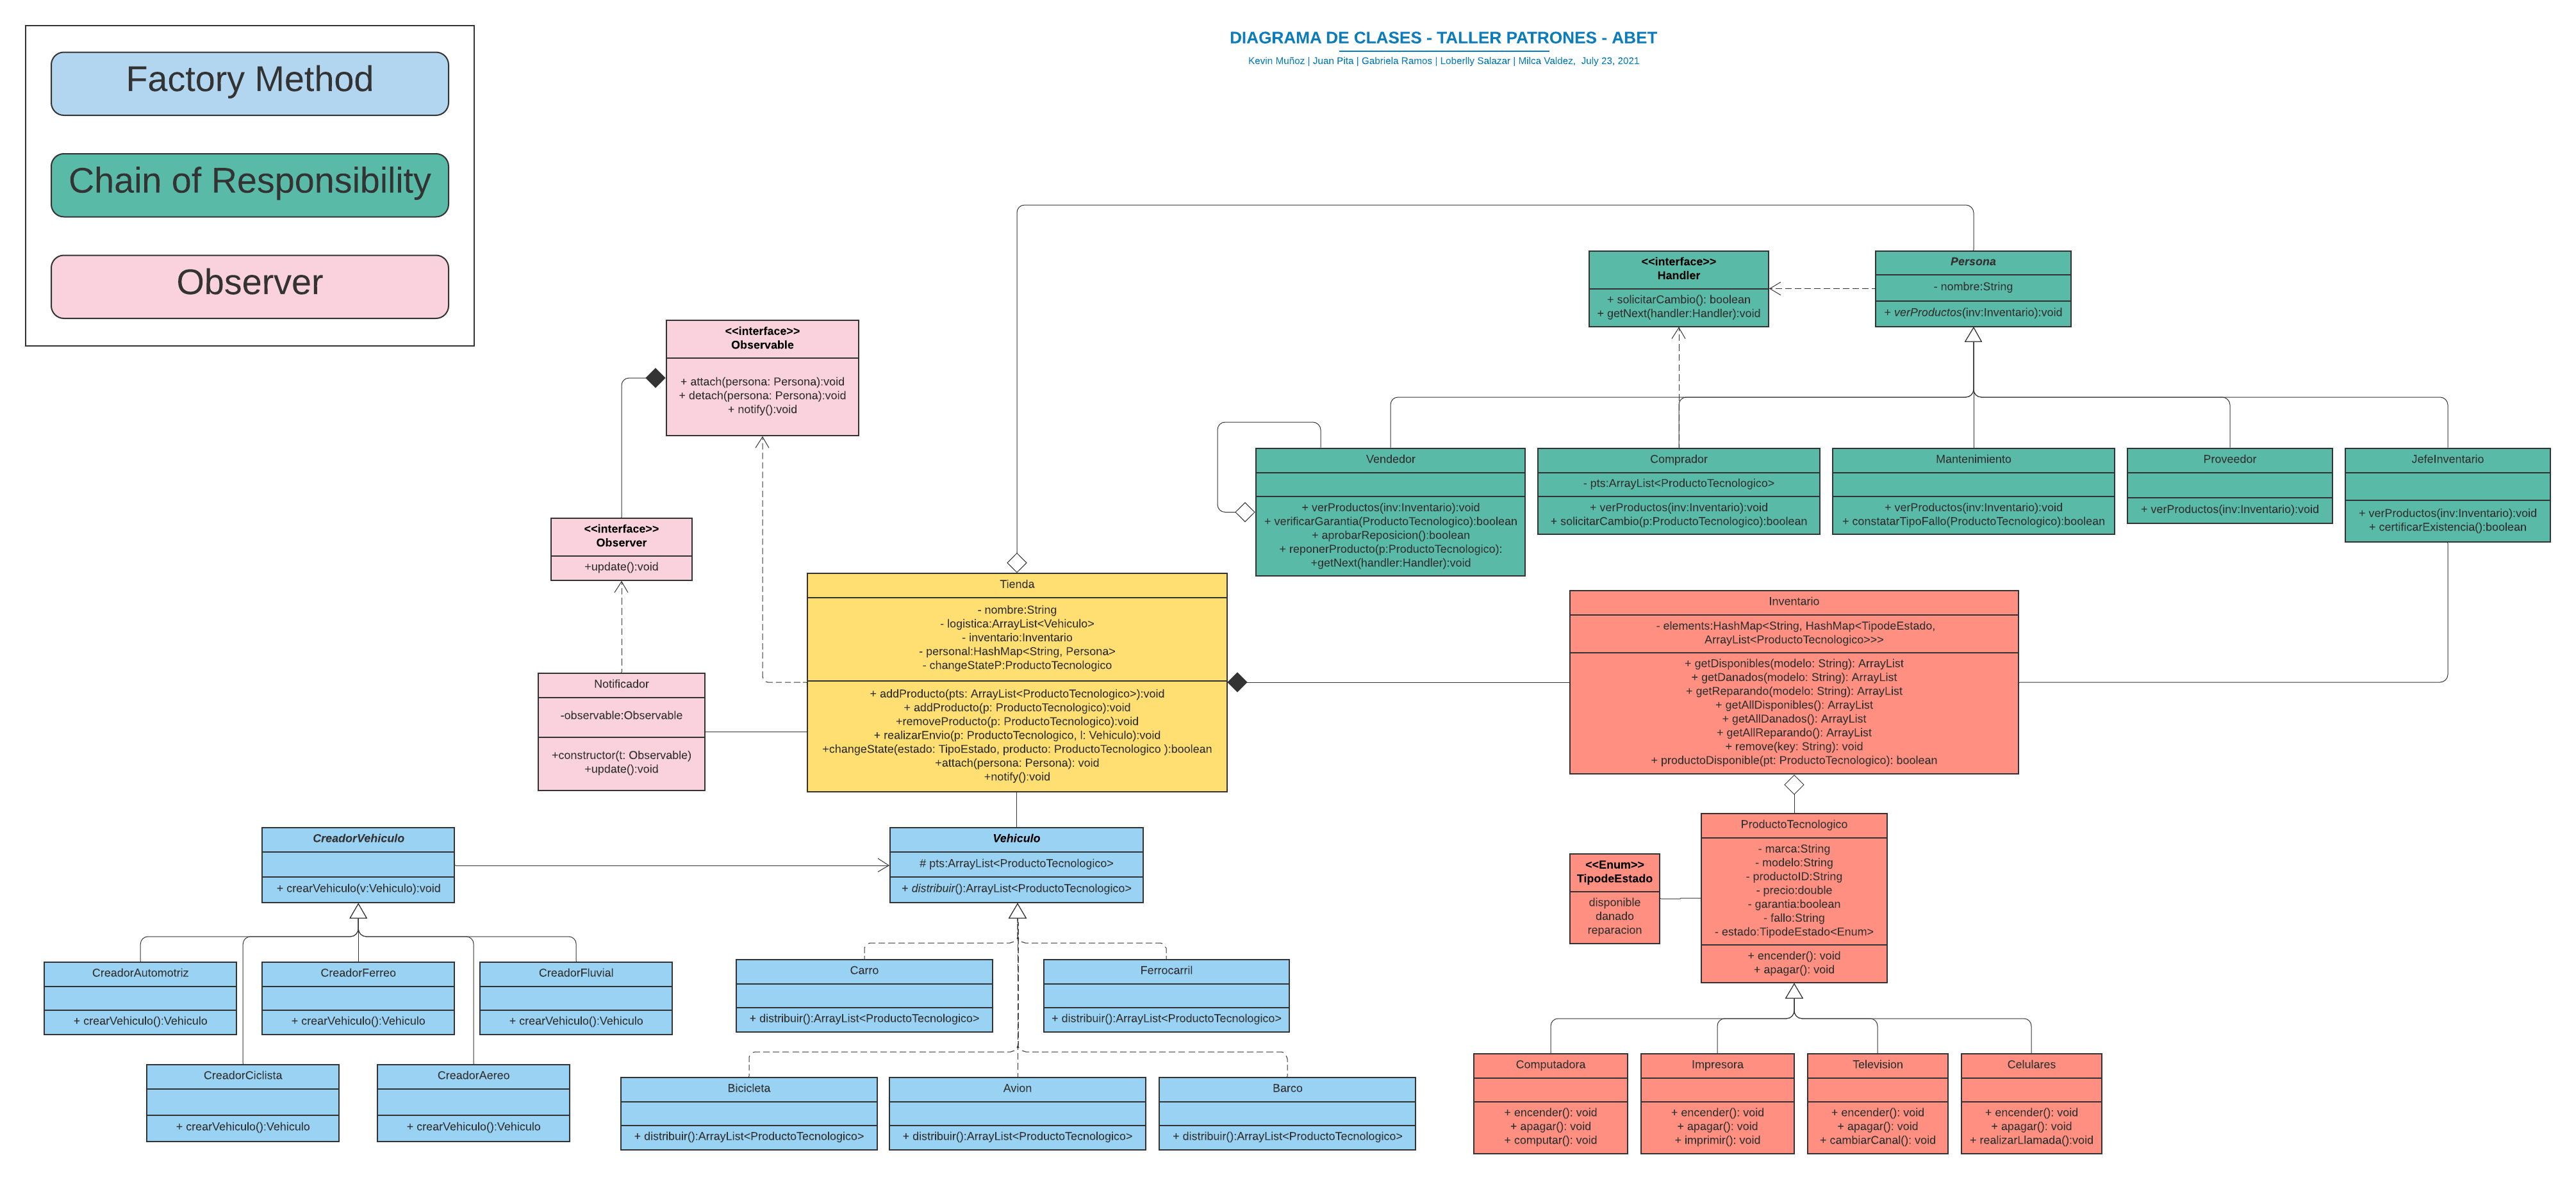 DIAGRAMA DE CLASES - TALLER PATRONES - ABET
Kevin Muñoz | Juan Pita | Gabriela Ramos | Loberlly Salazar | Milca Valdez,  July 23, 2021
Factory Method
Chain of Responsibility
Observer
<<interface>>
Handler
+ solicitarCambio(): boolean
+ getNext(handler:Handler):void
Persona
- nombre:String
+ verProductos(inv:Inventario):void
<<interface>>
Observable
+ attach(persona: Persona):void
+ detach(persona: Persona):void
+ notify():void
Vendedor
+ verProductos(inv:Inventario):void
+ verificarGarantia(ProductoTecnologico):boolean
+ aprobarReposicion():boolean
+ reponerProducto(p:ProductoTecnologico):
+getNext(handler:Handler):void
Comprador
- pts:ArrayList<ProductoTecnologico>
+ verProductos(inv:Inventario):void
+ solicitarCambio(p:ProductoTecnologico):boolean
Mantenimiento
+ verProductos(inv:Inventario):void
+ constatarTipoFallo(ProductoTecnologico):boolean
Proveedor
+ verProductos(inv:Inventario):void
JefeInventario
+ verProductos(inv:Inventario):void
+ certificarExistencia():boolean
<<interface>>
Observer
+update():void
Tienda
- nombre:String
- logistica:ArrayList<Vehiculo>
- inventario:Inventario
- personal:HashMap<String, Persona>
- changeStateP:ProductoTecnologico
+ addProducto(pts: ArrayList<ProductoTecnologico>):void
+ addProducto(p: ProductoTecnologico):void
+removeProducto(p: ProductoTecnologico):void
+ realizarEnvio(p: ProductoTecnologico, l: Vehiculo):void
+changeState(estado: TipoEstado, producto: ProductoTecnologico ):boolean
+attach(persona: Persona): void
+notify():void
Inventario
- elements:HashMap<String, HashMap<TipodeEstado,
ArrayList<ProductoTecnologico>>>
+ getDisponibles(modelo: String): ArrayList
+ getDanados(modelo: String): ArrayList
+ getReparando(modelo: String): ArrayList
+ getAllDisponibles(): ArrayList
+ getAllDanados(): ArrayList
+ getAllReparando(): ArrayList
+ remove(key: String): void
+ productoDisponible(pt: ProductoTecnologico): boolean
Notificador
-observable:Observable
+constructor(t: Observable)
+update():void
CreadorVehiculo
+ crearVehiculo(v:Vehiculo):void
Vehiculo
# pts:ArrayList<ProductoTecnologico>
+ distribuir():ArrayList<ProductoTecnologico>
<<Enum>>
TipodeEstado
disponible
danado
reparacion
ProductoTecnologico
- marca:String
- modelo:String
- productoID:String
- precio:double
- garantia:boolean
- fallo:String
- estado:TipodeEstado<Enum>
+ encender(): void
+ apagar(): void
CreadorAutomotriz
+ crearVehiculo():Vehiculo
CreadorFerreo
+ crearVehiculo():Vehiculo
CreadorFluvial
+ crearVehiculo():Vehiculo
Carro
+ distribuir():ArrayList<ProductoTecnologico>
Ferrocarril
+ distribuir():ArrayList<ProductoTecnologico>
CreadorCiclista
+ crearVehiculo():Vehiculo
CreadorAereo
+ crearVehiculo():Vehiculo
Bicicleta
+ distribuir():ArrayList<ProductoTecnologico>
Avion
+ distribuir():ArrayList<ProductoTecnologico>
Barco
+ distribuir():ArrayList<ProductoTecnologico>
Computadora
+ encender(): void
+ apagar(): void
+ computar(): void
Impresora
+ encender(): void
+ apagar(): void
+ imprimir(): void
Television
+ encender(): void
+ apagar(): void
+ cambiarCanal(): void
Celulares
+ encender(): void
+ apagar(): void
+ realizarLlamada():void